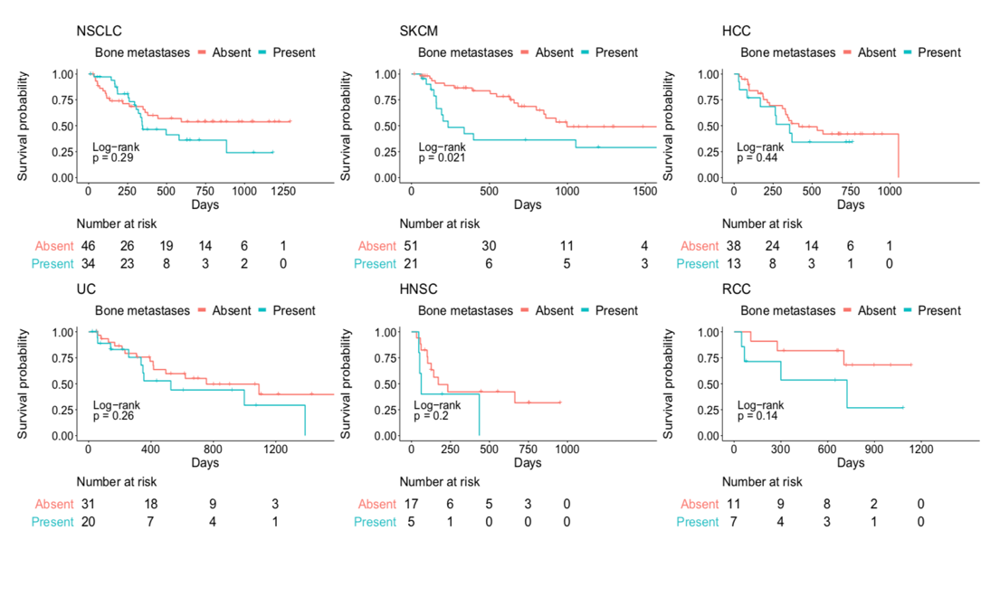 NSCLC
Bone metastases Absent Present
Survival probability
1.00
0.75
0.50
0.25
0.00
Log−rank
p = 0.29
0 250 500 750 1000 1250
Days
Number at risk
Absent 46 26 19 14 6 1
Present 34 23 8 3 2 0
SKCM
Bone metastases Absent Present
Survival probability
1.00
0.75
0.50
0.25
0.00
Log−rank
p = 0.021
0 500 1000 1500
Days
Number at risk
Absent 51 30 11 4
Present 21 6 5 3
HCC
Bone metastases Absent Present
Survival probability
1.00
0.75
0.50
0.25
0.00
Log−rank
p = 0.44
0 250 500 750 1000
Days
Number at risk
Absent 38 24 14 6 1
Present 13 8 3 1 0
UC
Bone metastases Absent Present
Survival probability
1.00
0.75
0.50
0.25
0.00
Log−rank
p = 0.26
0 400 800 1200
Days
Number at risk
Absent 31 18 9 3
Present 20 7 4 1
HNSC
Bone metastases Absent Present
Survival probability
1.00
0.75
0.50
0.25
0.00
Log−rank
p = 0.2
0 250 500 750 1000
Days
Number at risk
Absent 17 6 5 3 0
Present 5 1 0 0 0
RCC
Bone metastases Absent Present
Survival probability
1.00
0.75
0.50
0.25
0.00
Log−rank
p = 0.14
0 300 600 900 1200
Days
Number at risk
Absent 11 9 8 2 0
Present 7 4 3 1 0